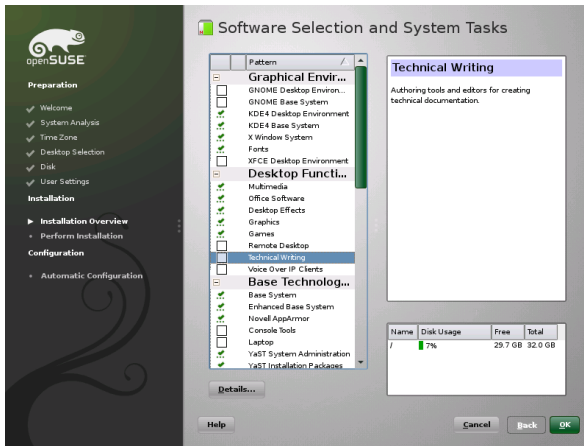 openSUSE
Preparation
Welcome
System Analysis
Time Zone
Desktop Selection
Disk
User Settings
Installation
Installation Overview
Perform Installation
Configuration
Automatic Configuration
Software Selection and System Tasks
Pattern
Graphical Envir...
GNOME Desktop Environ...
GNOME Base System
KDE4 Desktop Environment
KDE4 Base System
X Window System
Fonts
XFCE Desktop Environment
Desktop Functi...
Multimedia
Office Software
Desktop Effects
Graphics
Games
Remote Desktop
Technical Writing
Voice Over IP Clients
Base Technolog...
Base System
Enhanced Base System
Novell AppArmor
Console Tools
Laptop
YaST System Administration
YaST Installation Packages
Details...
Technical Writing
Authoring tools and editors for creating
technical documentation.
Name Disk Usage Free Total
/ 7% 29.7 GB 32.0 GB
Help Cancel Back OK